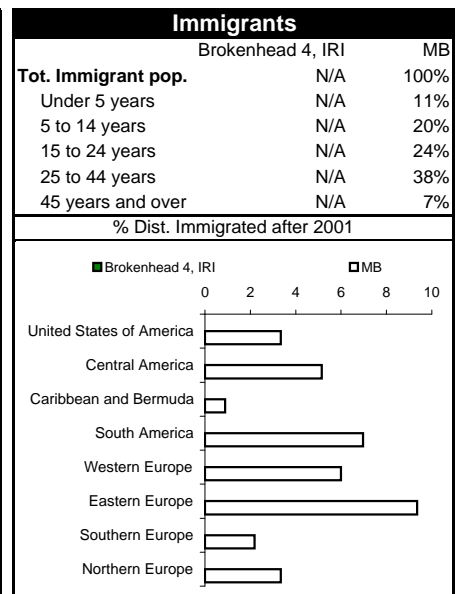 Immigrants
Brokenhead 4, IRI MB
Tot. Immigrant pop. N/A 100%
Under 5 years N/A 11%
5 to 14 years N/A 20%
15 to 24 years N/A 24%
25 to 44 years N/A 38%
45 years and over N/A 7%
% Dist. Immigrated after 2001
Brokenhead 4, IRI MB
0 2 4 6 8 10
United States of America
Central America
Caribbean and Bermuda
South America
Western Europe
Eastern Europe
Southern Europe
Northern Europe